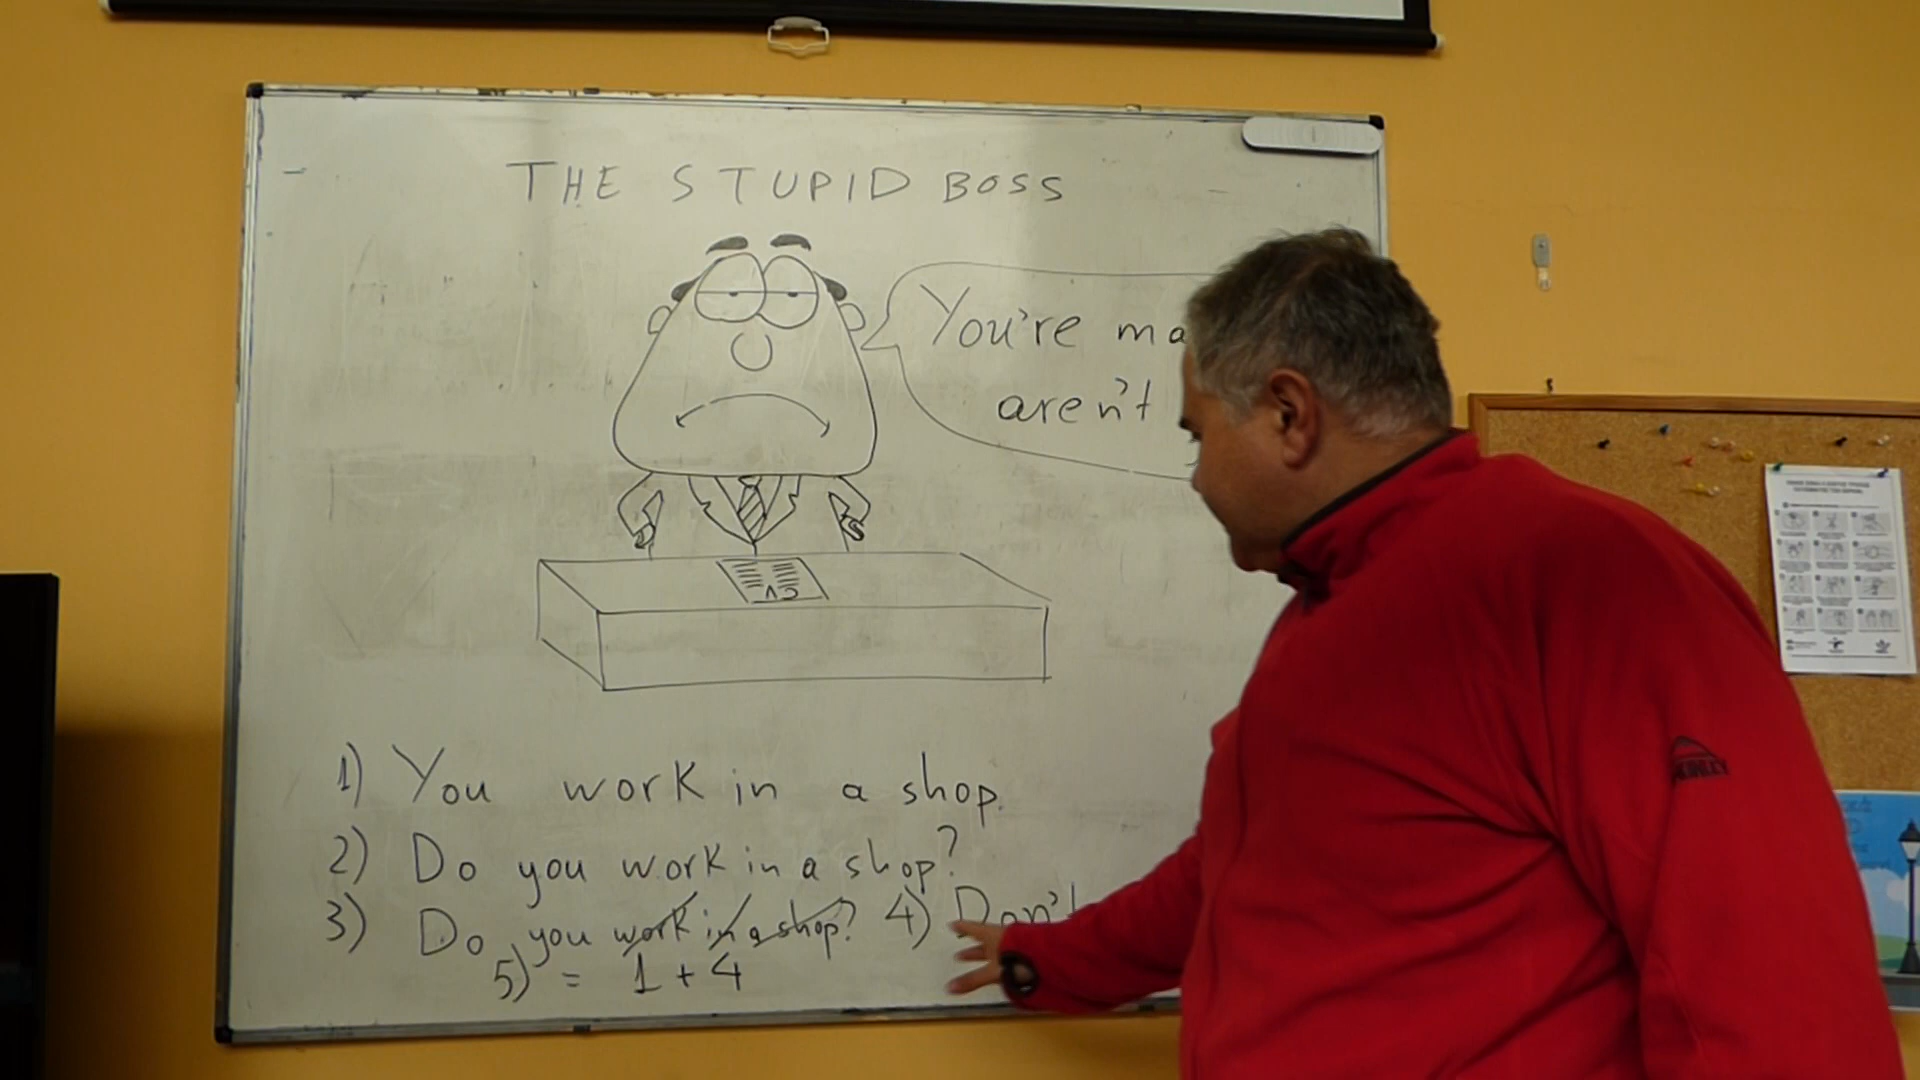 THE STUPID BOSS
You're ma
aren't
CV
1) You work in a shop.
2) Do you work in a shop?
3) Do you work in a shop? 4) Don't
5) = 1 + 4